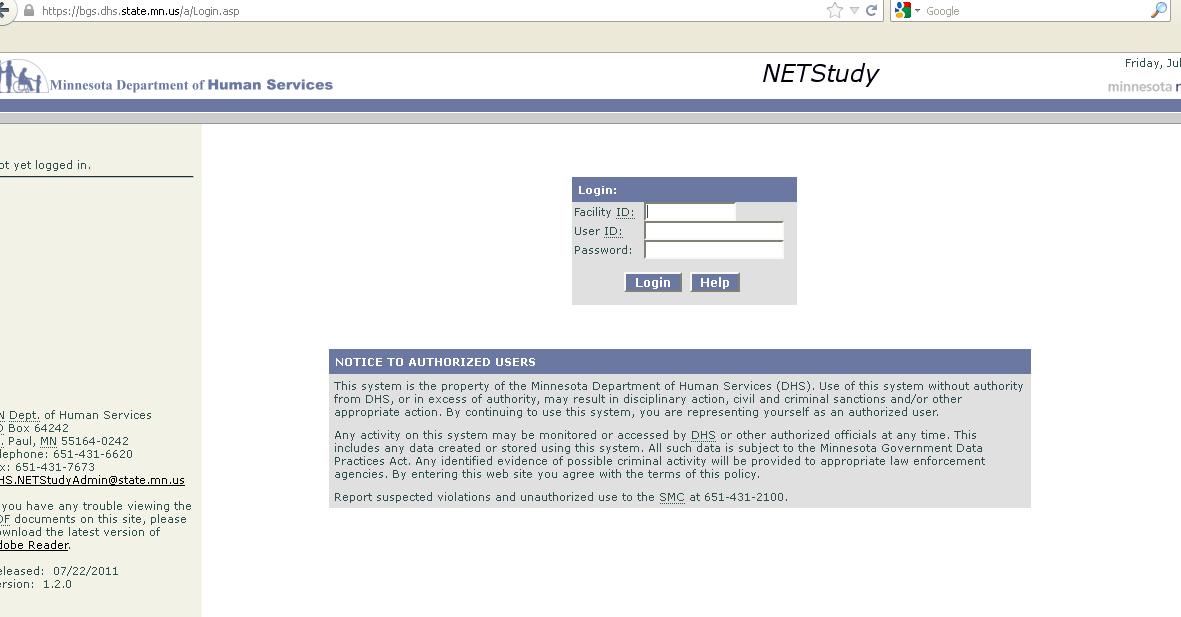 https://bgs.dhs.state.mn.us/a/Login.asp
Google
Minnesota Department of Human Services
NETStudy
Friday, Jul
minnesota
ot yet logged in.
Login:
Facility ID:
User ID:
Password:
Login Help
NOTICE TO AUTHORIZED USERS
This system is the property of the Minnesota Department of Human Services (DHS). Use of this system without authority
from DHS, or in excess of authority, may result in disciplinary action, civil and criminal sanctions and/or other
appropriate action. By continuing to use this system, you are representing yourself as an authorized user.
Any activity on this system may be monitored or accessed by DHS or other authorized officials at any time. This
includes any data created or stored using this system. All such data is subject to the Minnesota Government Data
Practices Act. Any identified evidence of possible criminal activity will be provided to appropriate law enforcement
agencies. By entering this web site you agree with the terms of this policy.
Report suspected violations and unauthorized use to the SMC at 651-431-2100.
N Dept. of Human Services
O Box 64242
. Paul, MN 55164-0242
lephone: 651-431-6620
x: 651-431-7673
HS.NETStudyAdmin@state.mn.us
you have any trouble viewing the
DF documents on this site, please
ownload the latest version of
dobe Reader.
eleased: 07/22/2011
ersion: 1.2.0